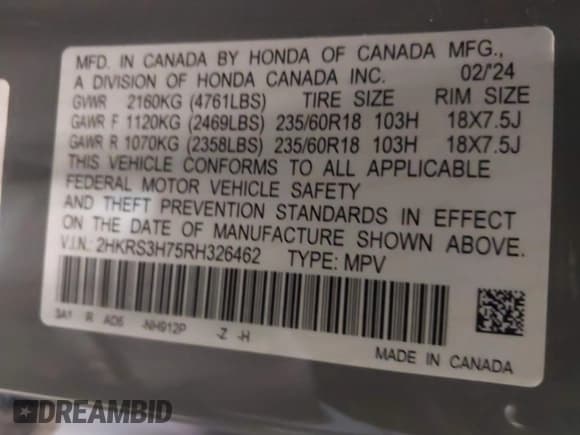 MFD. IN CANADA BY HONDA OF CANADA MFG.,
A DIVISION OF HONDA CANADA INC. 02/'24
GVWR 2160KG (4761LBS) TIRE SIZE RIM SIZE
GAWR F 1120KG (2469LBS) 235/60R18 103H 18X7.5J
GAWR R 1070KG (2358LBS) 235/60R18 103H 18X7.5J
THIS VEHICLE CONFORMS TO ALL APPLICABLE
FEDERAL MOTOR VEHICLE SAFETY
AND THEFT PREVENTION STANDARDS IN EFFECT
ON THE DATE OF MANUFACTURE SHOWN ABOVE.
V.I.N.: 2HKRS3H75RH326462 TYPE: MPV
3A1 R AD6 -NH912P -Z -H
MADE IN CANADA
DREAMBID